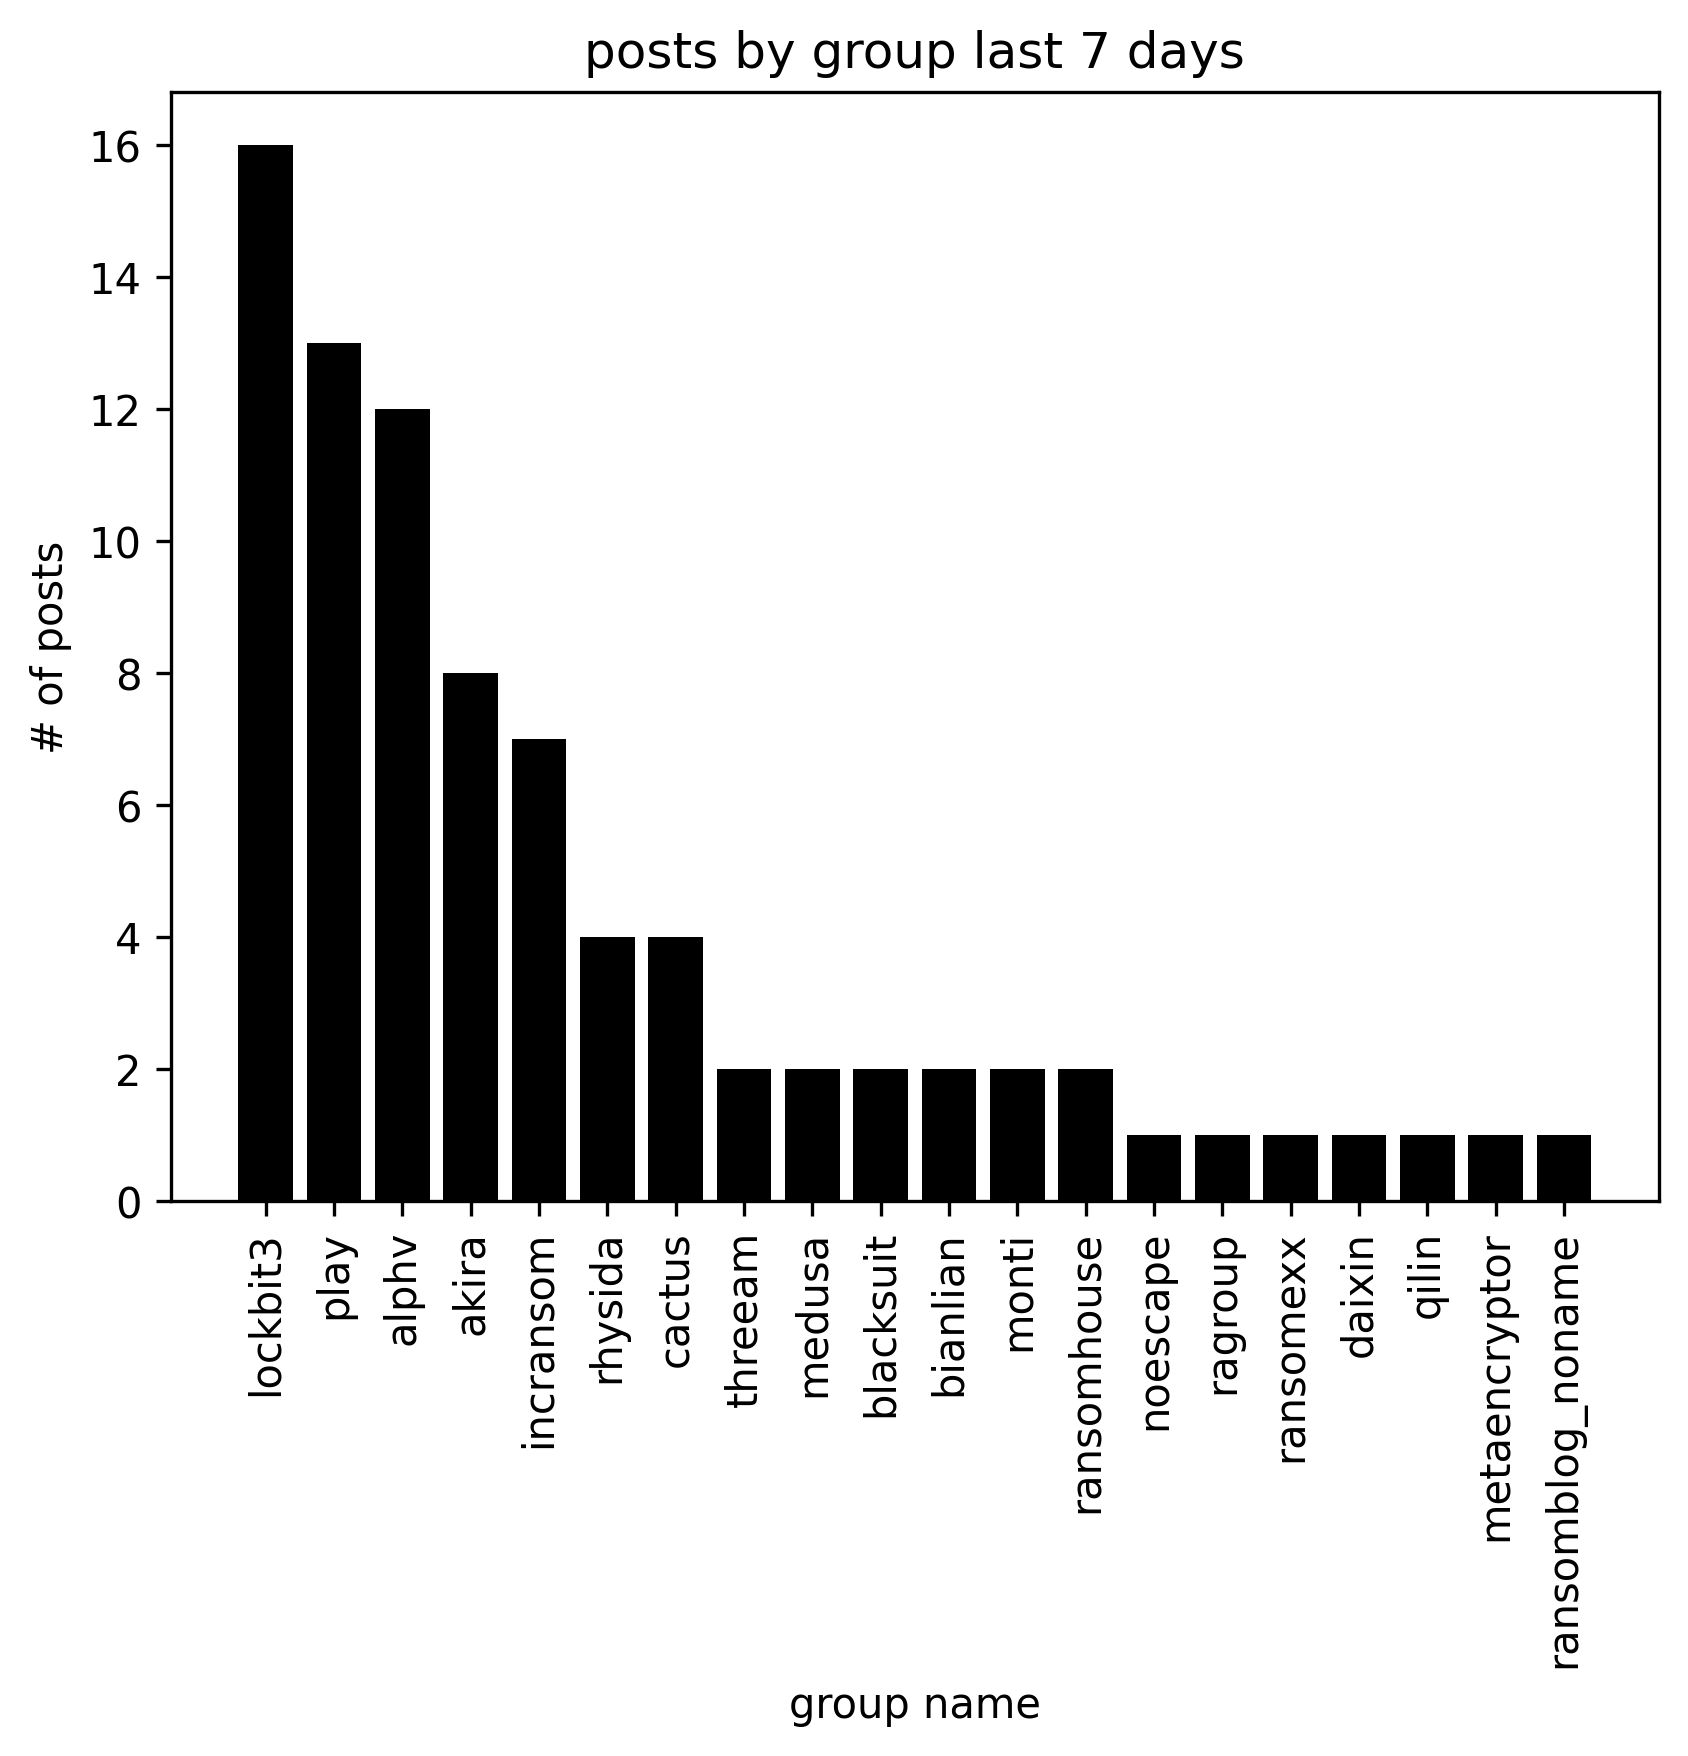 posts by group last 7 days
16
14
12
10
8
6
4
2
0
# of posts
lockbit3
play
alphv
akira
incransom
rhysida
cactus
threeam
medusa
blacksuit
bianlian
monti
ransomhouse
noescape
ragroup
ransomexx
daixin
qilin
metaencryptor
ransomblog_noname
group name